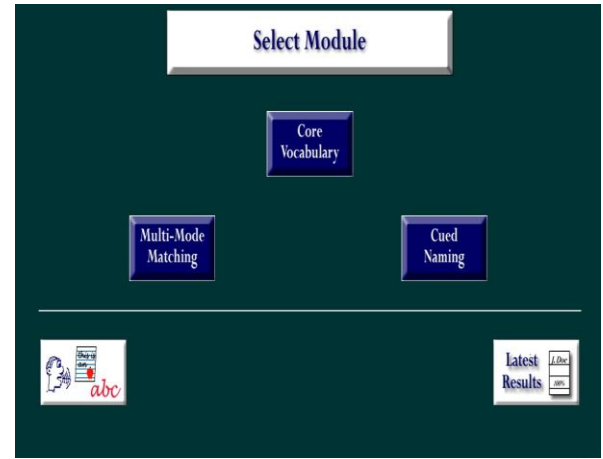 Select Module
Core
Vocabulary
Multi-Mode
Matching
Cued
Naming
abc
Latest
Results
J. Doe
100%